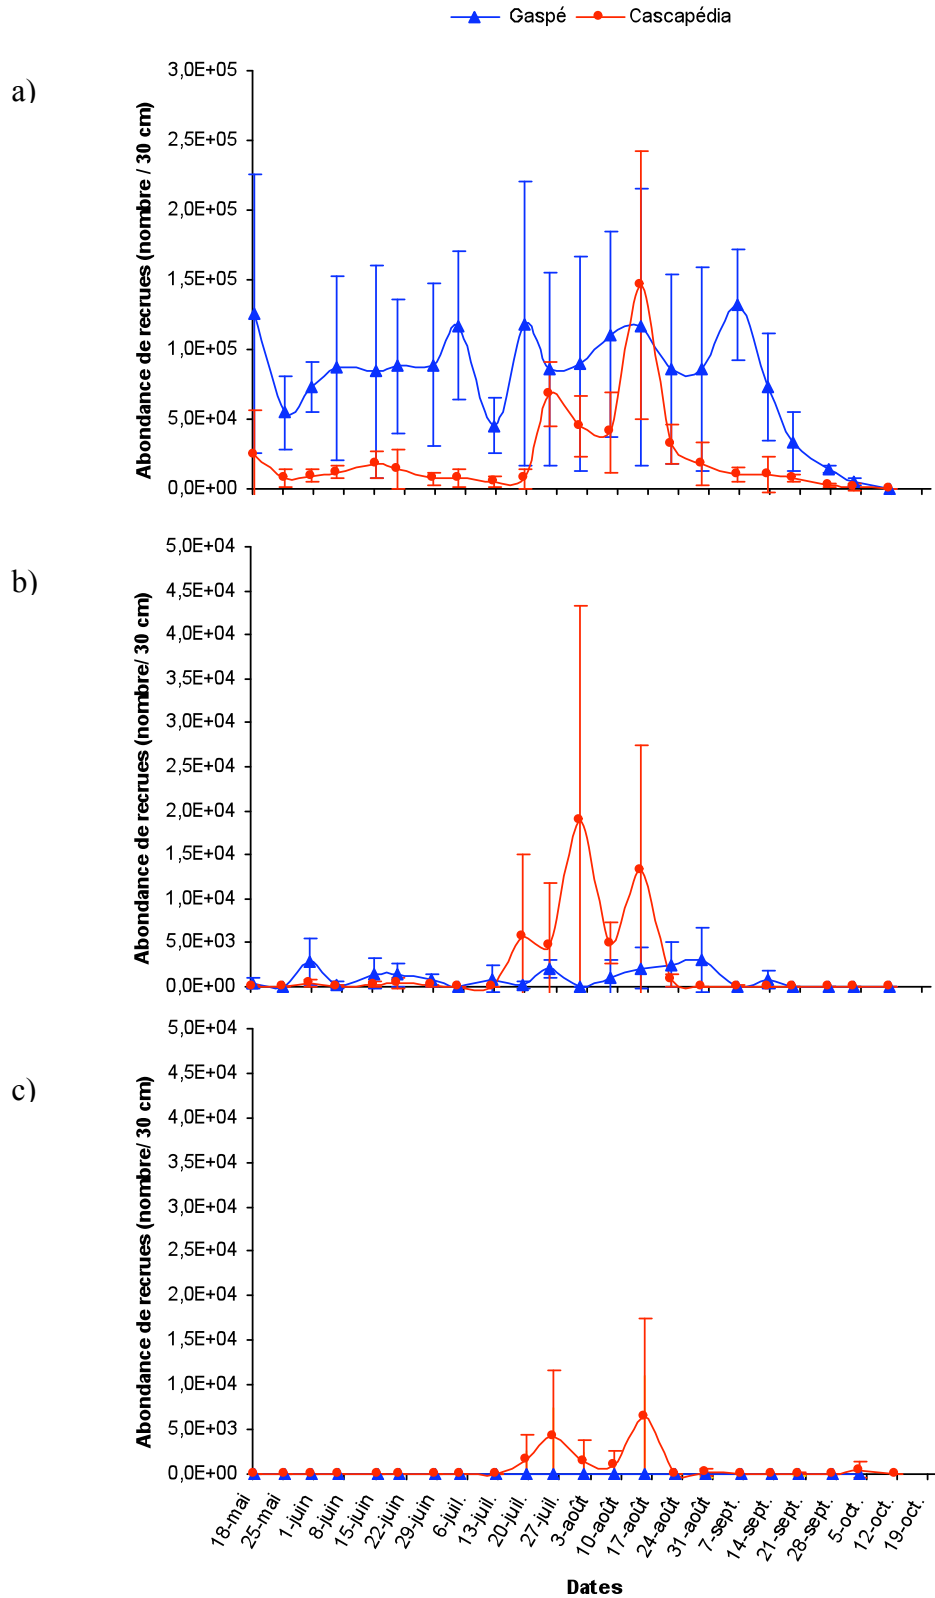 Gaspé Cascapédia
a)
Abondance de recrues (nombre / 30 cm)
3,0E+05
2,5E+05
2,0E+05
1,5E+05
1,0E+05
5,0E+04
0,0E+00
b)
Abondance de recrues (nombre/ 30 cm)
5,0E+04
4,5E+04
4,0E+04
3,5E+04
3,0E+04
2,5E+04
2,0E+04
1,5E+04
1,0E+04
5,0E+03
0,0E+00
c)
Abondance de recrues (nombre/ 30 cm)
5,0E+04
4,5E+04
4,0E+04
3,5E+04
3,0E+04
2,5E+04
2,0E+04
1,5E+04
1,0E+04
5,0E+03
0,0E+00
18-mai
25-mai
1-juin
8-juin
15-juin
22-juin
29-juin
6-juil.
13-juil.
20-juil.
27-juil.
3-août
10-août
17-août
24-août
31-août
7-sept.
14-sept.
21-sept.
28-sept.
5-oct.
12-oct.
19-oct.
Dates